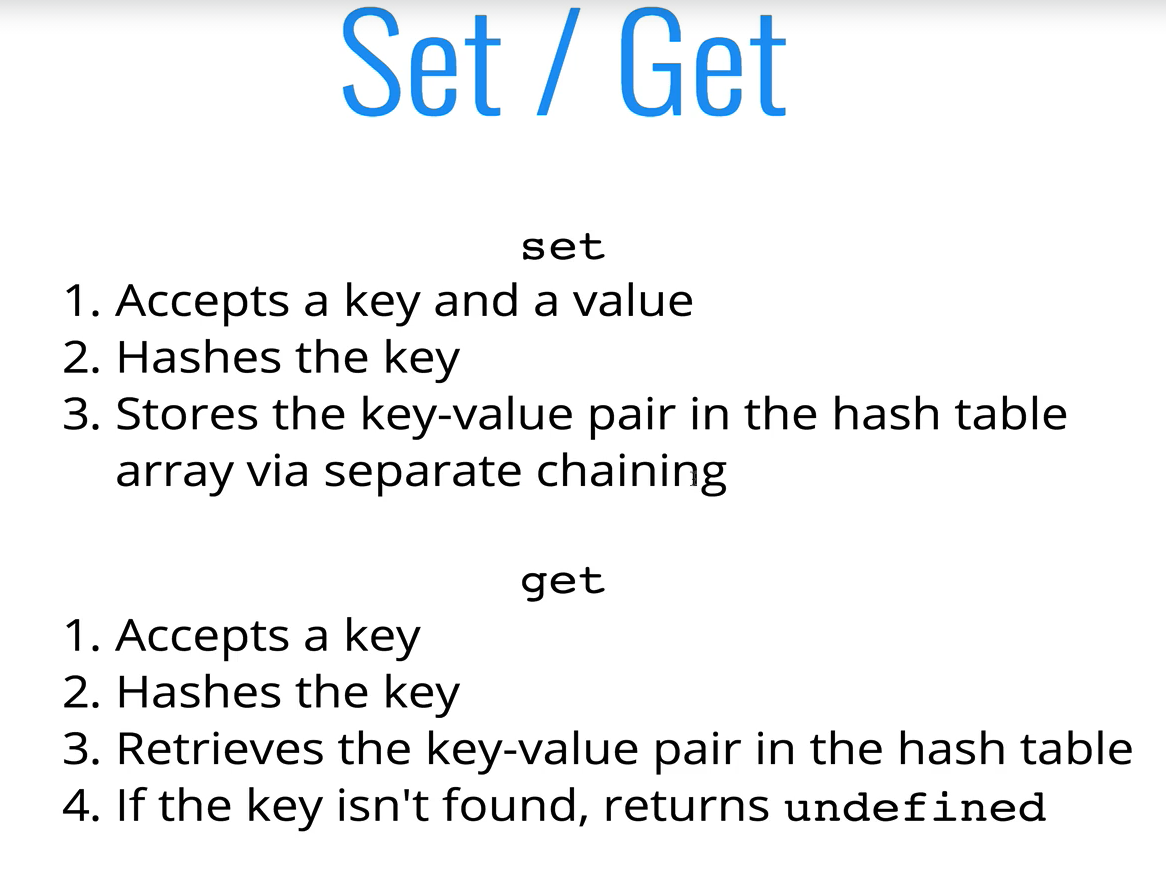 Set / Get
set
1. Accepts a key and a value
2. Hashes the key
3. Stores the key-value pair in the hash table
array via separate chaining
get
1. Accepts a key
2. Hashes the key
3. Retrieves the key-value pair in the hash table
4. If the key isn't found, returns undefined